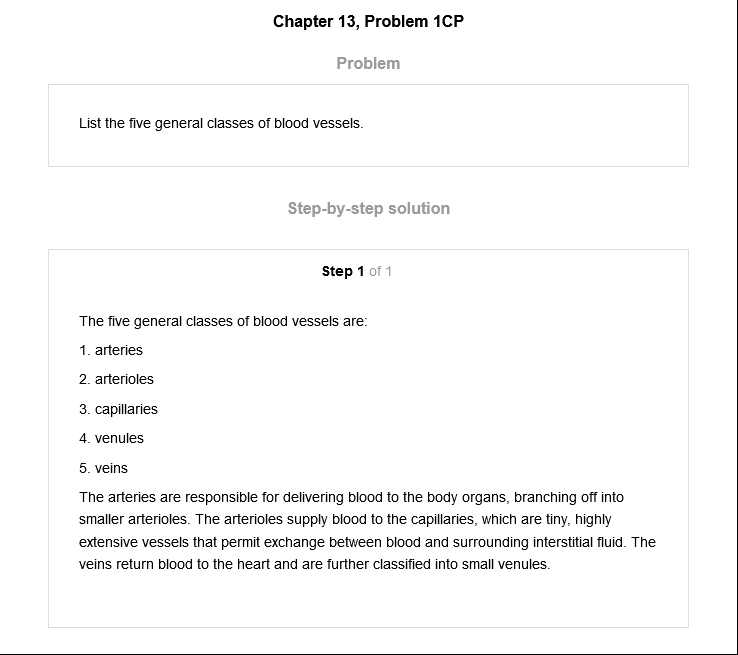 Chapter 13, Problem 1CP
Problem
List the five general classes of blood vessels.
Step-by-step solution
Step 1 of 1
The five general classes of blood vessels are:
1. arteries
2. arterioles
3. capillaries
4. venules
5. veins
The arteries are responsible for delivering blood to the body organs, branching off into
smaller arterioles. The arterioles supply blood to the capillaries, which are tiny, highly
extensive vessels that permit exchange between blood and surrounding interstitial fluid. The
veins return blood to the heart and are further classified into small venules.